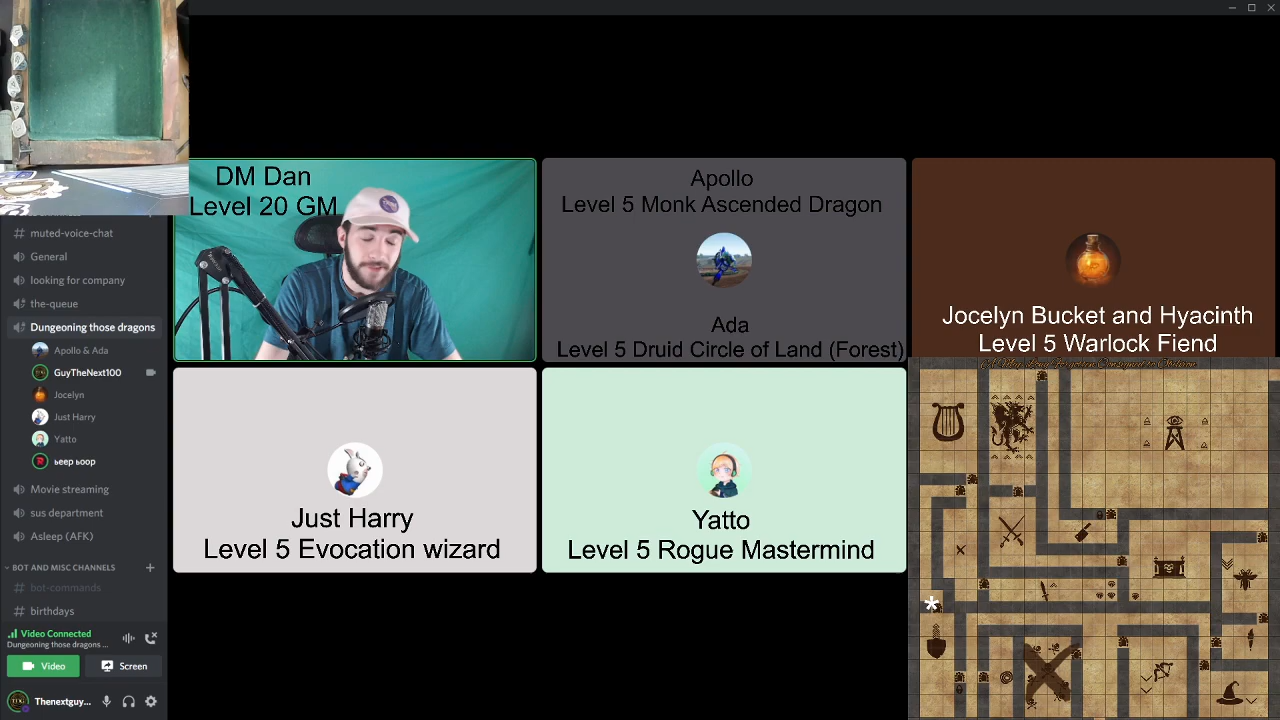 DM Dan
Level 20 GM
Apollo
Level 5 Monk Ascended Dragon
Ada
Level 5 Druid Circle of Land (Forest)
Jocelyn Bucket and Hyacinth
Level 5 Warlock Fiend
Just Harry
Level 5 Evocation wizard
Yatto
Level 5 Rogue Mastermind
muted-voice-chat
General
looking for company
the-queue
Dungeoning those dragons
Apollo & Ada
GuyTheNext100
Jocelyn
Just Harry
Yatto
ьeep ьoop
Movie streaming
sus department
Asleep (AFK)
BOT AND MISC CHANNELS
bot-commands
birthdays
Video Connected
Dungeoning those dragons ...
Video
Screen
Thenextguy...
*